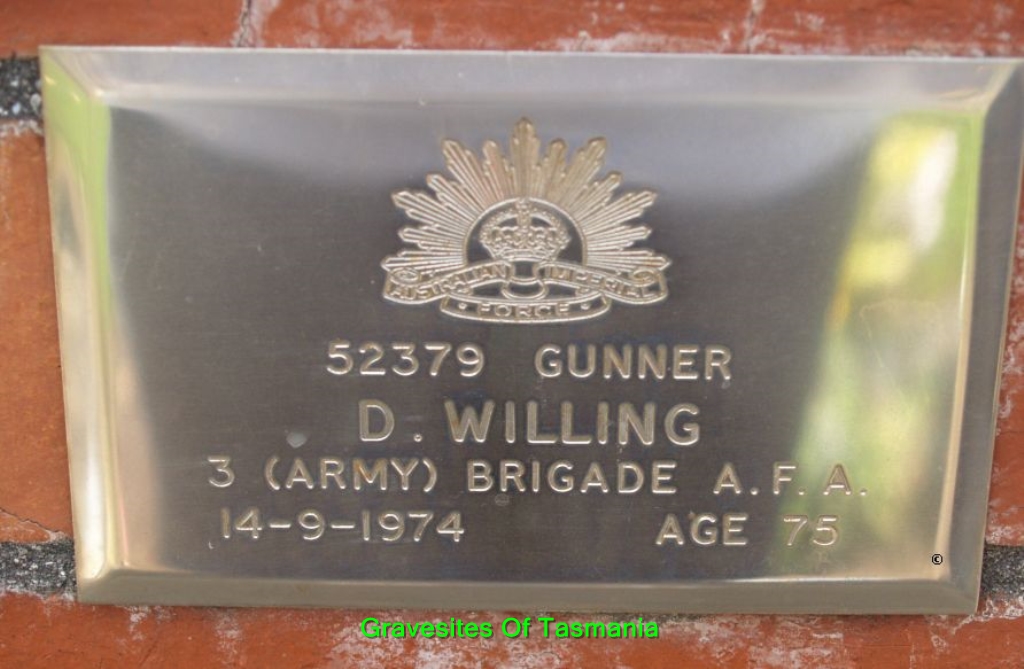 AUSTRALIAN IMPERIAL
FORCE
52379 GUNNER
D. WILLING
3 (ARMY) BRIGADE A.F.A.
14-9-1974 AGE 75
©
Gravesites Of Tasmania